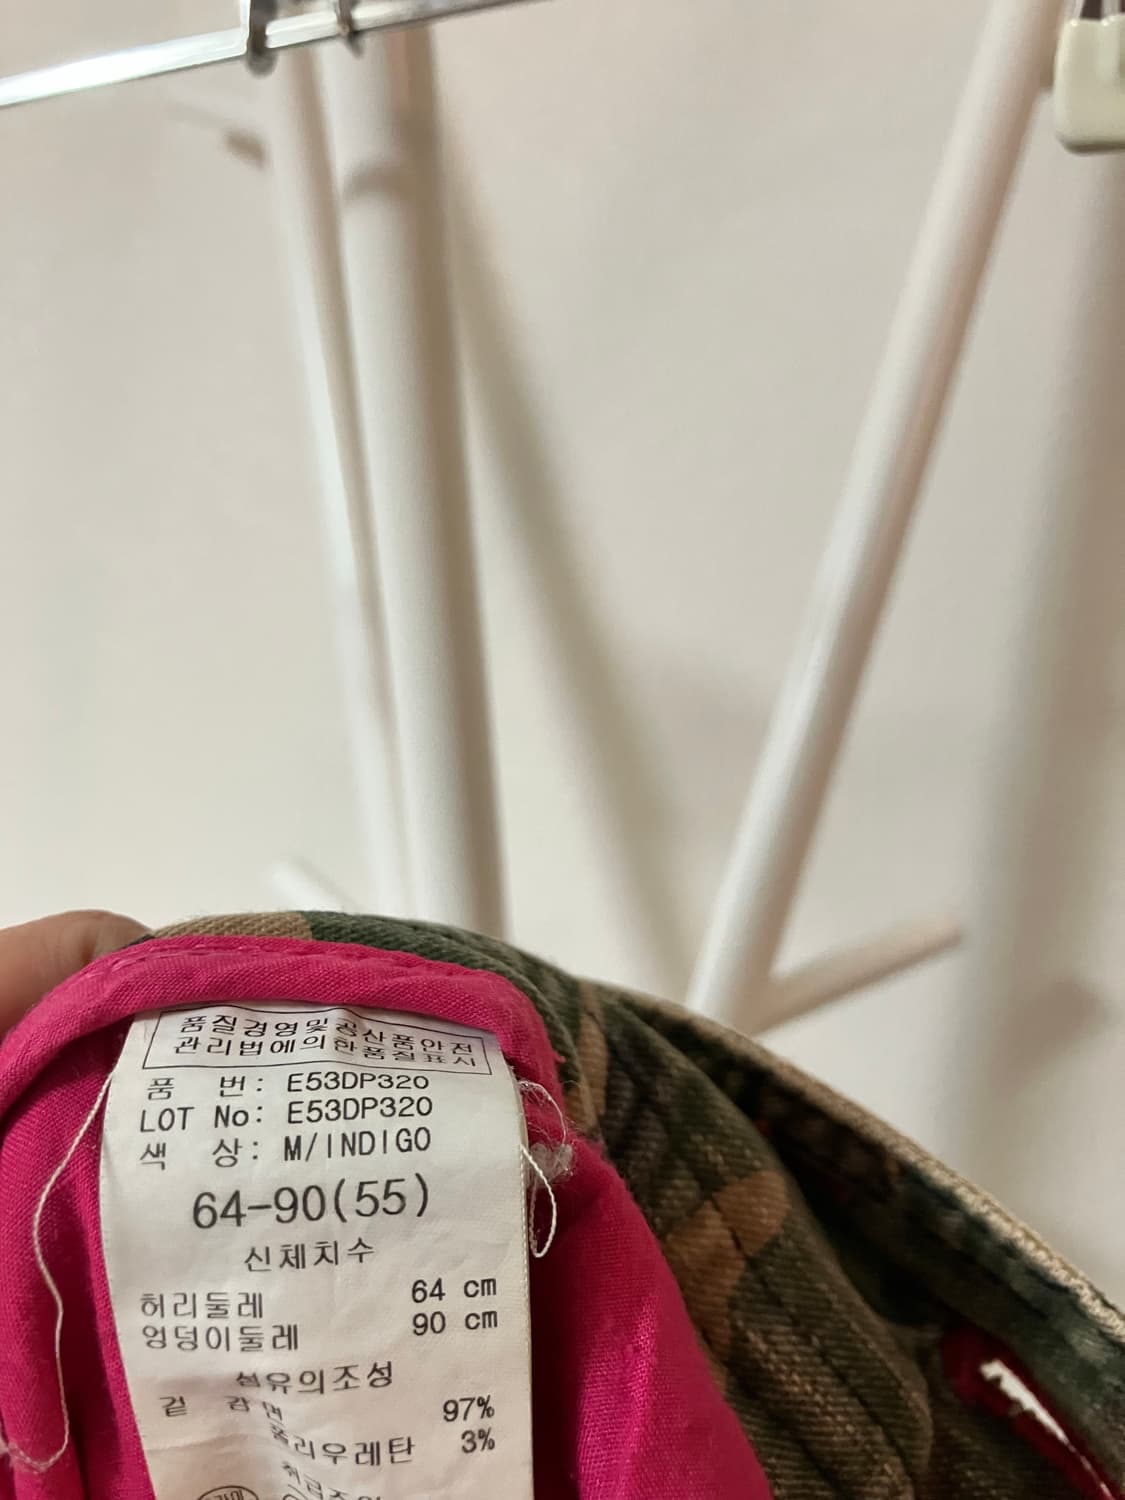 품질경영및공산품안전
관리법에의한품질표시
품 번: E53DP320
LOT No: E53DP320
색 상: M/INDIGO
64-90(55)
신체치수
허리둘레 64 cm
엉덩이둘레 90 cm
섬유의조성
겉 감 면 97%
폴리우레탄 3%